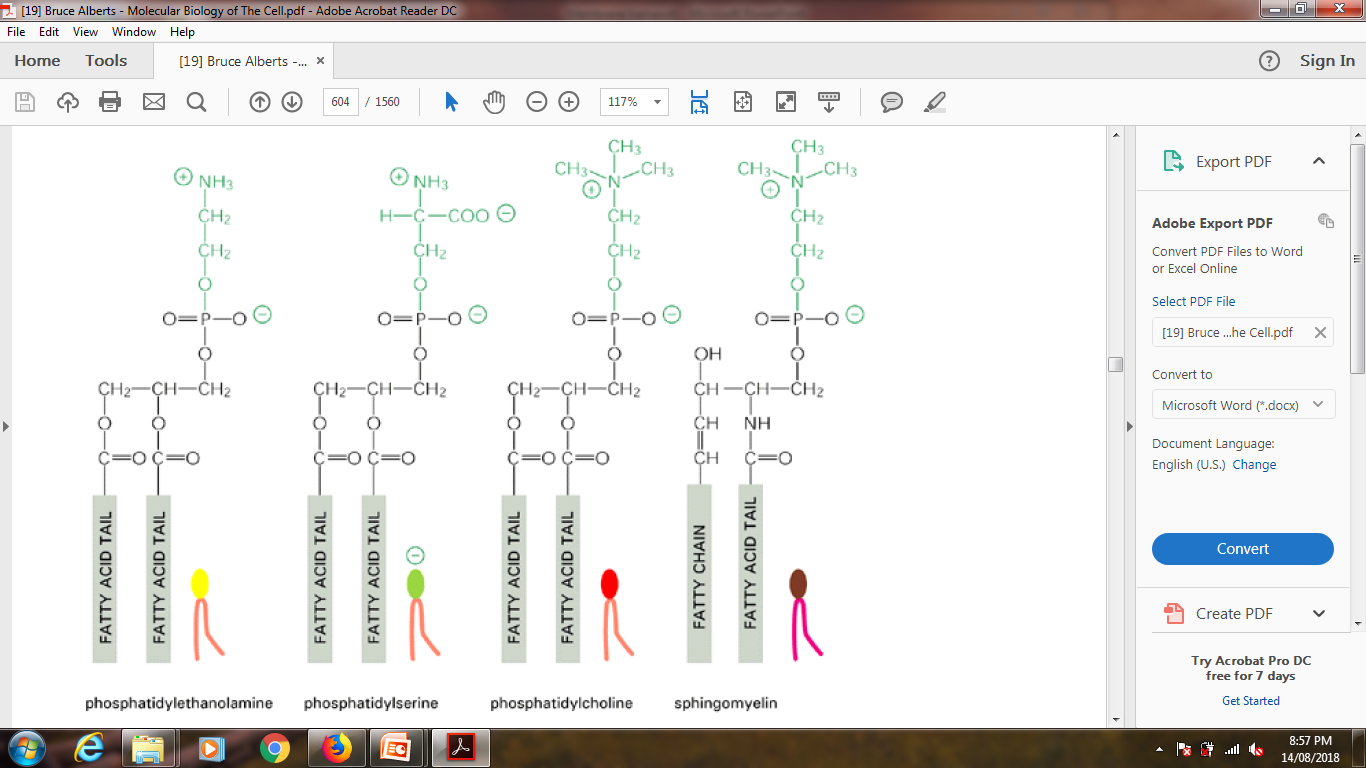 [19] Bruce Alberts - Molecular Biology of The Cell.pdf - Adobe Acrobat Reader DC
File Edit View Window Help
Home Tools [19] Bruce Alberts -... × Sign In
604 / 1560 117%
CH3 CH3
⊕ NH3 ⊕ NH3 CH3 N CH3 CH3 N CH3
⊕ ⊕
CH2 H—C—COO ⊖ CH2 CH2
CH2 CH2 CH2 CH2
O O O O
O=P—O ⊖ O=P—O ⊖ O=P—O ⊖ O=P—O ⊖
O O O OH O
CH2—CH—CH2 CH2—CH—CH2 CH2—CH—CH2 CH—CH—CH2
O O O O O O CH NH
C=O C=O C=O C=O C=O C=O CH C=O
FATTY ACID TAIL FATTY ACID TAIL FATTY ACID TAIL FATTY ACID TAIL FATTY ACID TAIL FATTY ACID TAIL FATTY CHAIN FATTY ACID TAIL
⊖
phosphatidylethanolamine phosphatidylserine phosphatidylcholine sphingomyelin
Export PDF
Adobe Export PDF
Convert PDF Files to Word
or Excel Online
Select PDF File
[19] Bruce ...he Cell.pdf
Convert to
Microsoft Word (*.docx)
Document Language:
English (U.S.) Change
Convert
Create PDF
Try Acrobat Pro DC
free for 7 days
Get Started
8:57 PM
14/08/2018